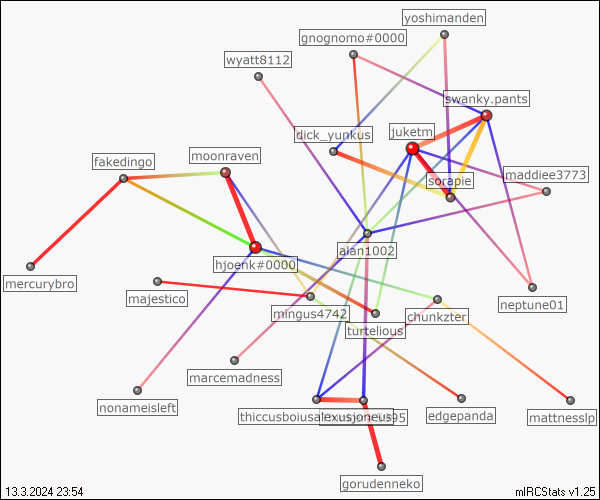 yoshimanden
gnognomo#0000
wyatt8112
swanky.pants
dick_yunkus
juketm
moonraven
fakedingo
maddiee3773
sorapie
alan1002
hjoenk#0000
mercurybro
majestico
neptune01
mingus4742
chunkzter
turtelious
marcemadness
nonameisleft
edgepanda
mattnesslp
gorudenneko
13.3.2024 23:54
mIRCStats v1.25